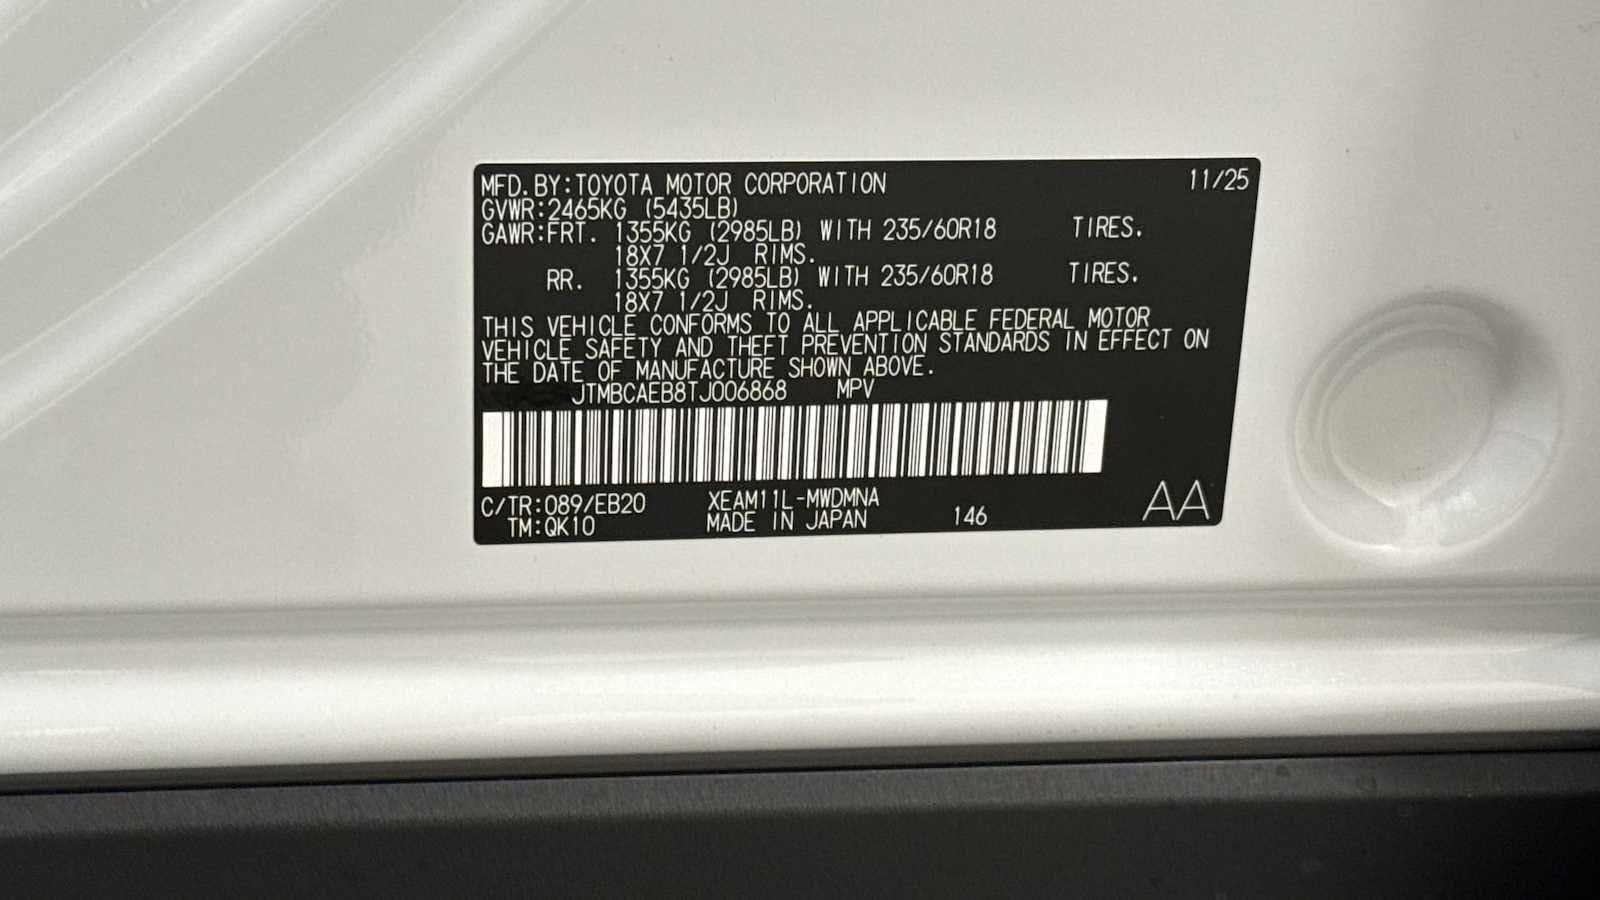 MFD. BY:TOYOTA MOTOR CORPORATION 11/25
GVWR:2465KG (5435LB)
GAWR:FRT. 1355KG (2985LB) WITH 235/60R18 TIRES.
18X7 1/2J RIMS.
RR. 1355KG (2985LB) WITH 235/60R18 TIRES.
18X7 1/2J RIMS.
THIS VEHICLE CONFORMS TO ALL APPLICABLE FEDERAL MOTOR
VEHICLE SAFETY AND THEFT PREVENTION STANDARDS IN EFFECT ON
THE DATE OF MANUFACTURE SHOWN ABOVE.
JTMBCAEB8TJ006868 MPV
C/TR:089/EB20 XEAM11L-MWDMNA
TM:QK10 MADE IN JAPAN 146 AA